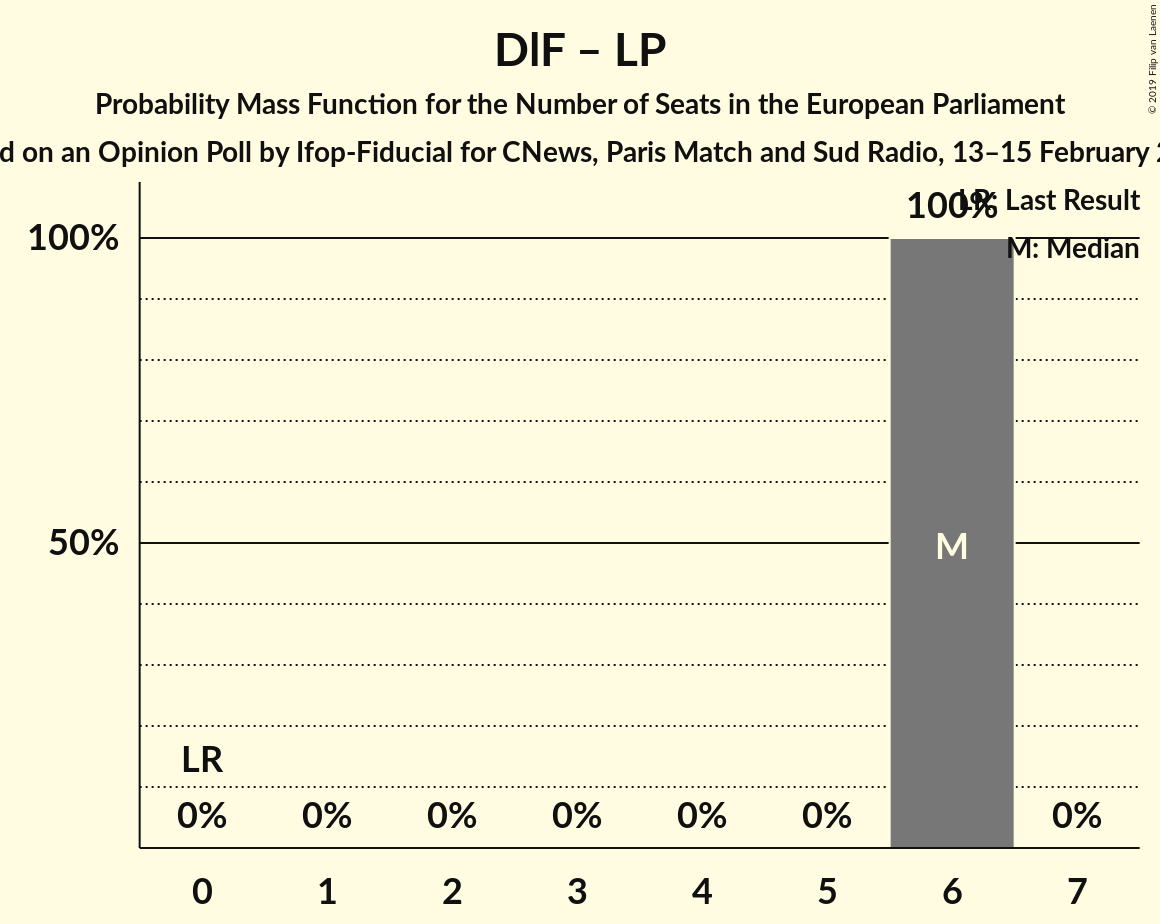 DlF – LP
Probability Mass Function for the Number of Seats in the European Parliament
d on an Opinion Poll by Ifop-Fiducial for CNews, Paris Match and Sud Radio, 13–15 February
© 2019 Filip van Laenen
100%
LR: Last Result
M: Median
100%
50%
M
LR
0% 0% 0% 0% 0% 0% 0%
0 1 2 3 4 5 6 7